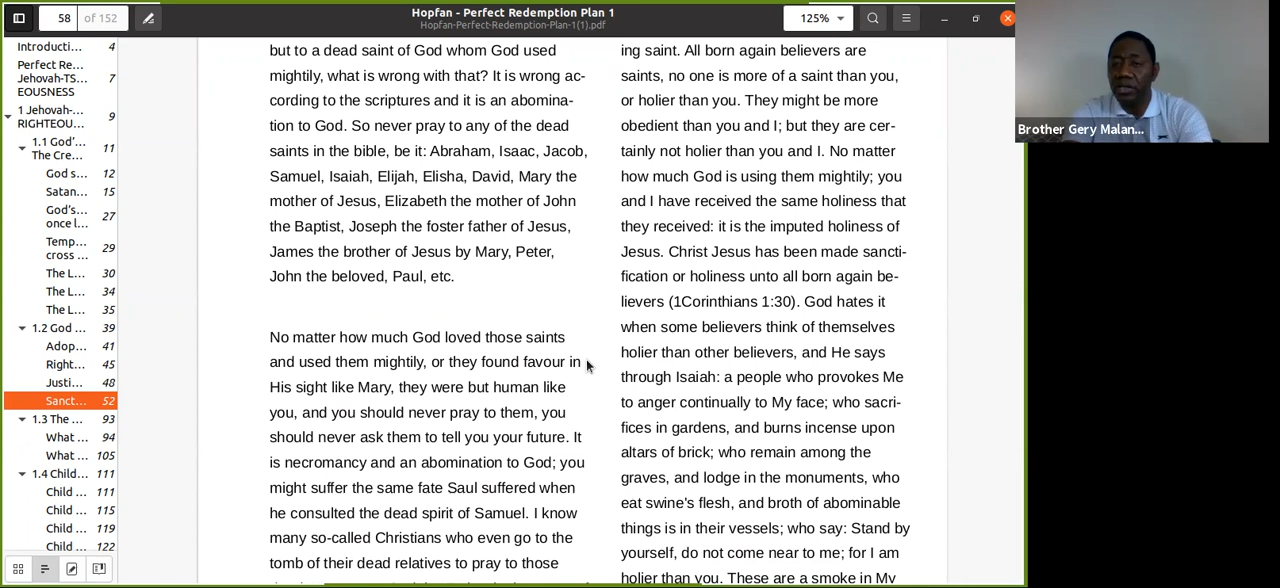 58
of 152
Hopfan - Perfect Redemption Plan 1
Hopfan-Perfect-Redemption-Plan-1(1).pdf
125%
Introducti... 4
Perfect Re...
Jehovah-TS... 7
EOUSNESS
1 Jehovah-
RIGHTEOU... 9
1.1 God'...
The Cre... 11
God s... 12
Satan... 15
God's...
once l... 27
Temp...
cross ... 29
The L... 30
The L... 34
The L... 35
1.2 God ... 39
Adop... 41
Right... 45
Justi... 48
Sanct... 52
1.3 The ... 93
What ... 94
What ... 105
1.4 Child... 111
Child ... 111
Child ... 115
Child ... 119
Child ... 122
but to a dead saint of God whom God used
mightily, what is wrong with that? It is wrong ac-
cording to the scriptures and it is an abomina-
tion to God. So never pray to any of the dead
saints in the bible, be it: Abraham, Isaac, Jacob,
Samuel, Isaiah, Elijah, Elisha, David, Mary the
mother of Jesus, Elizabeth the mother of John
the Baptist, Joseph the foster father of Jesus,
James the brother of Jesus by Mary, Peter,
John the beloved, Paul, etc.
No matter how much God loved those saints
and used them mightily, or they found favour in
His sight like Mary, they were but human like
you, and you should never pray to them, you
should never ask them to tell you your future. It
is necromancy and an abomination to God; you
might suffer the same fate Saul suffered when
he consulted the dead spirit of Samuel. I know
many so-called Christians who even go to the
tomb of their dead relatives to pray to those
ing saint. All born again believers are
saints, no one is more of a saint than you,
or holier than you. They might be more
obedient than you and I; but they are cer-
tainly not holier than you and I. No matter
how much God is using them mightily; you
and I have received the same holiness that
they received: it is the imputed holiness of
Jesus. Christ Jesus has been made sancti-
fication or holiness unto all born again be-
lievers (1Corinthians 1:30). God hates it
when some believers think of themselves
holier than other believers, and He says
through Isaiah: a people who provokes Me
to anger continually to My face; who sacri-
fices in gardens, and burns incense upon
altars of brick; who remain among the
graves, and lodge in the monuments, who
eat swine's flesh, and broth of abominable
things is in their vessels; who say: Stand by
yourself, do not come near to me; for I am
holier than you. These are a smoke in My
Brother Gery Malan...